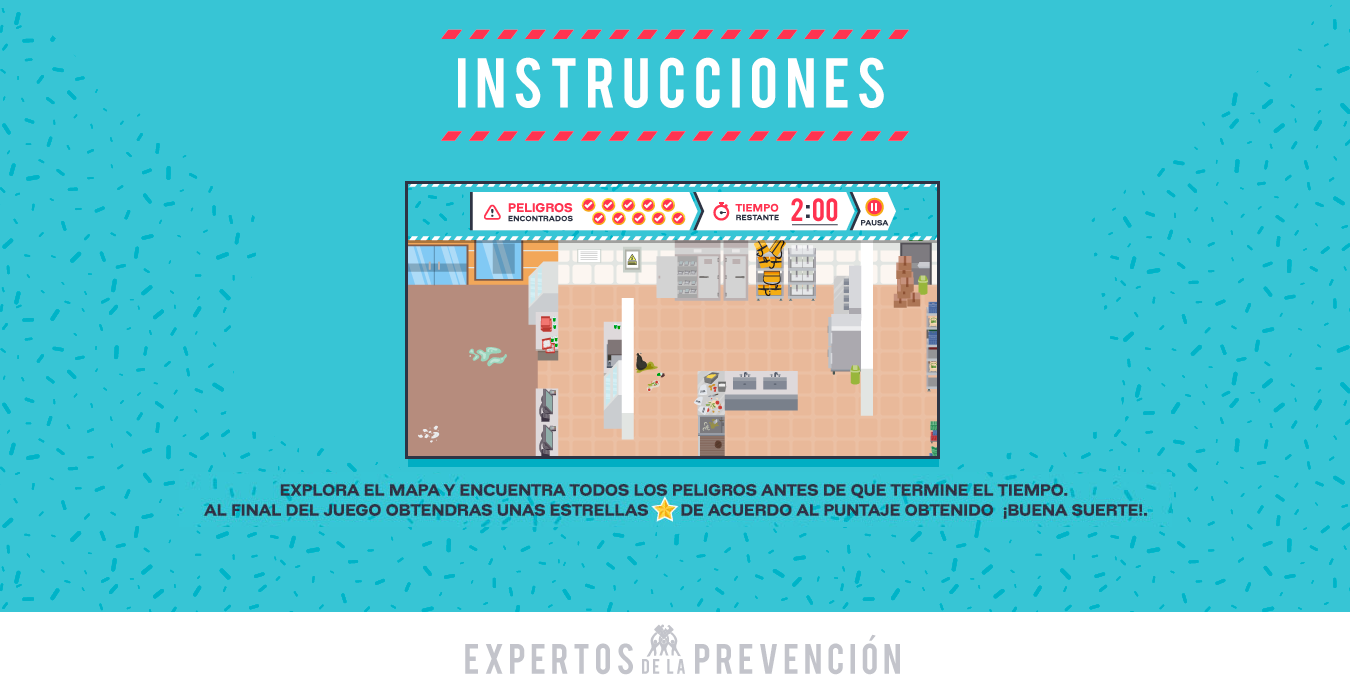 INSTRUCCIONES
PELIGROS
ENCONTRADOS
TIEMPO
RESTANTE
2:00
PAUSA
EXPLORA EL MAPA Y ENCUENTRA TODOS LOS PELIGROS ANTES DE QUE TERMINE EL TIEMPO.
AL FINAL DEL JUEGO OBTENDRAS UNAS ESTRELLAS DE ACUERDO AL PUNTAJE OBTENIDO ¡BUENA SUERTE!.
EXPERTOS DE LA PREVENCIÓN